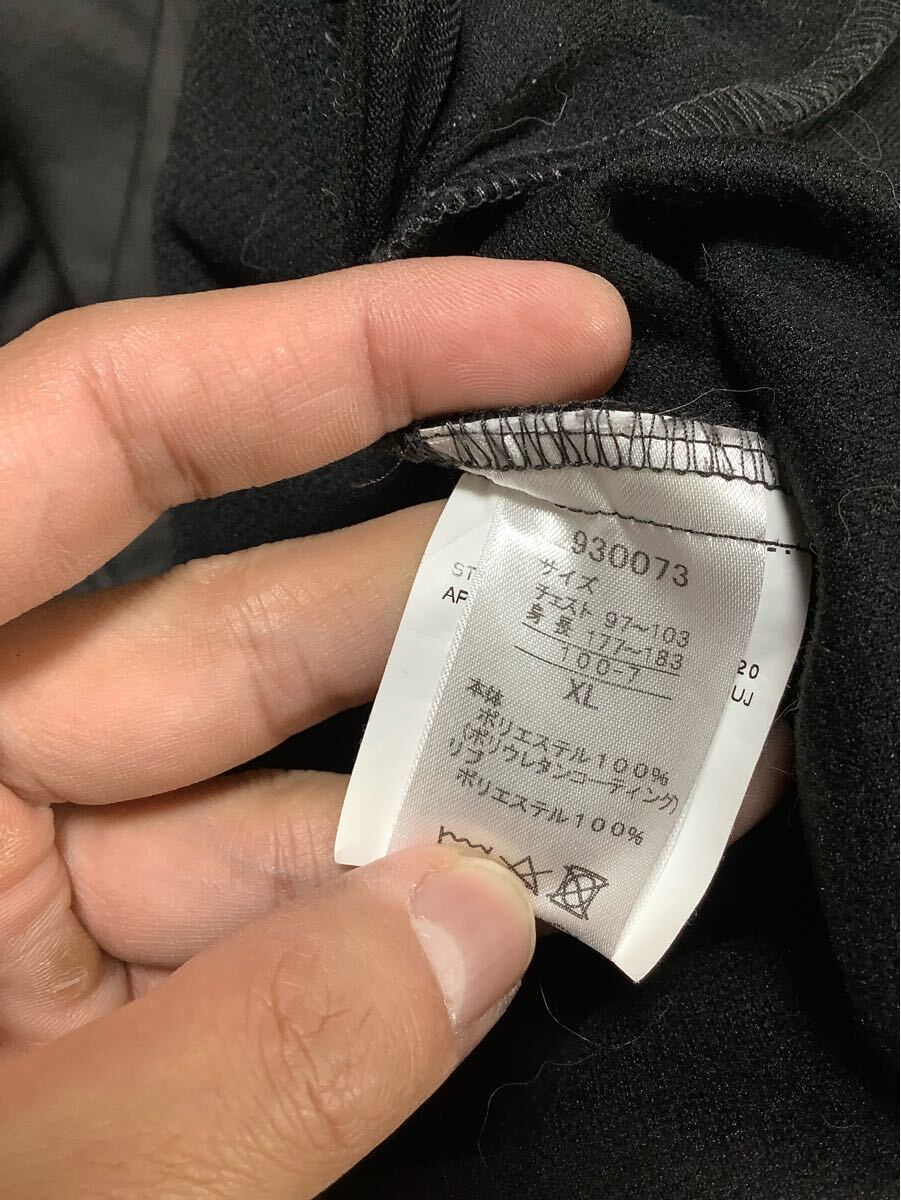 930073
サイズ
チェスト 97~103
身長 177~183
100-7
XL
本体
ポリエステル100%
(ポリウレタンコーティング)
リブ
ポリエステル100%
ST
AP
20
UJ